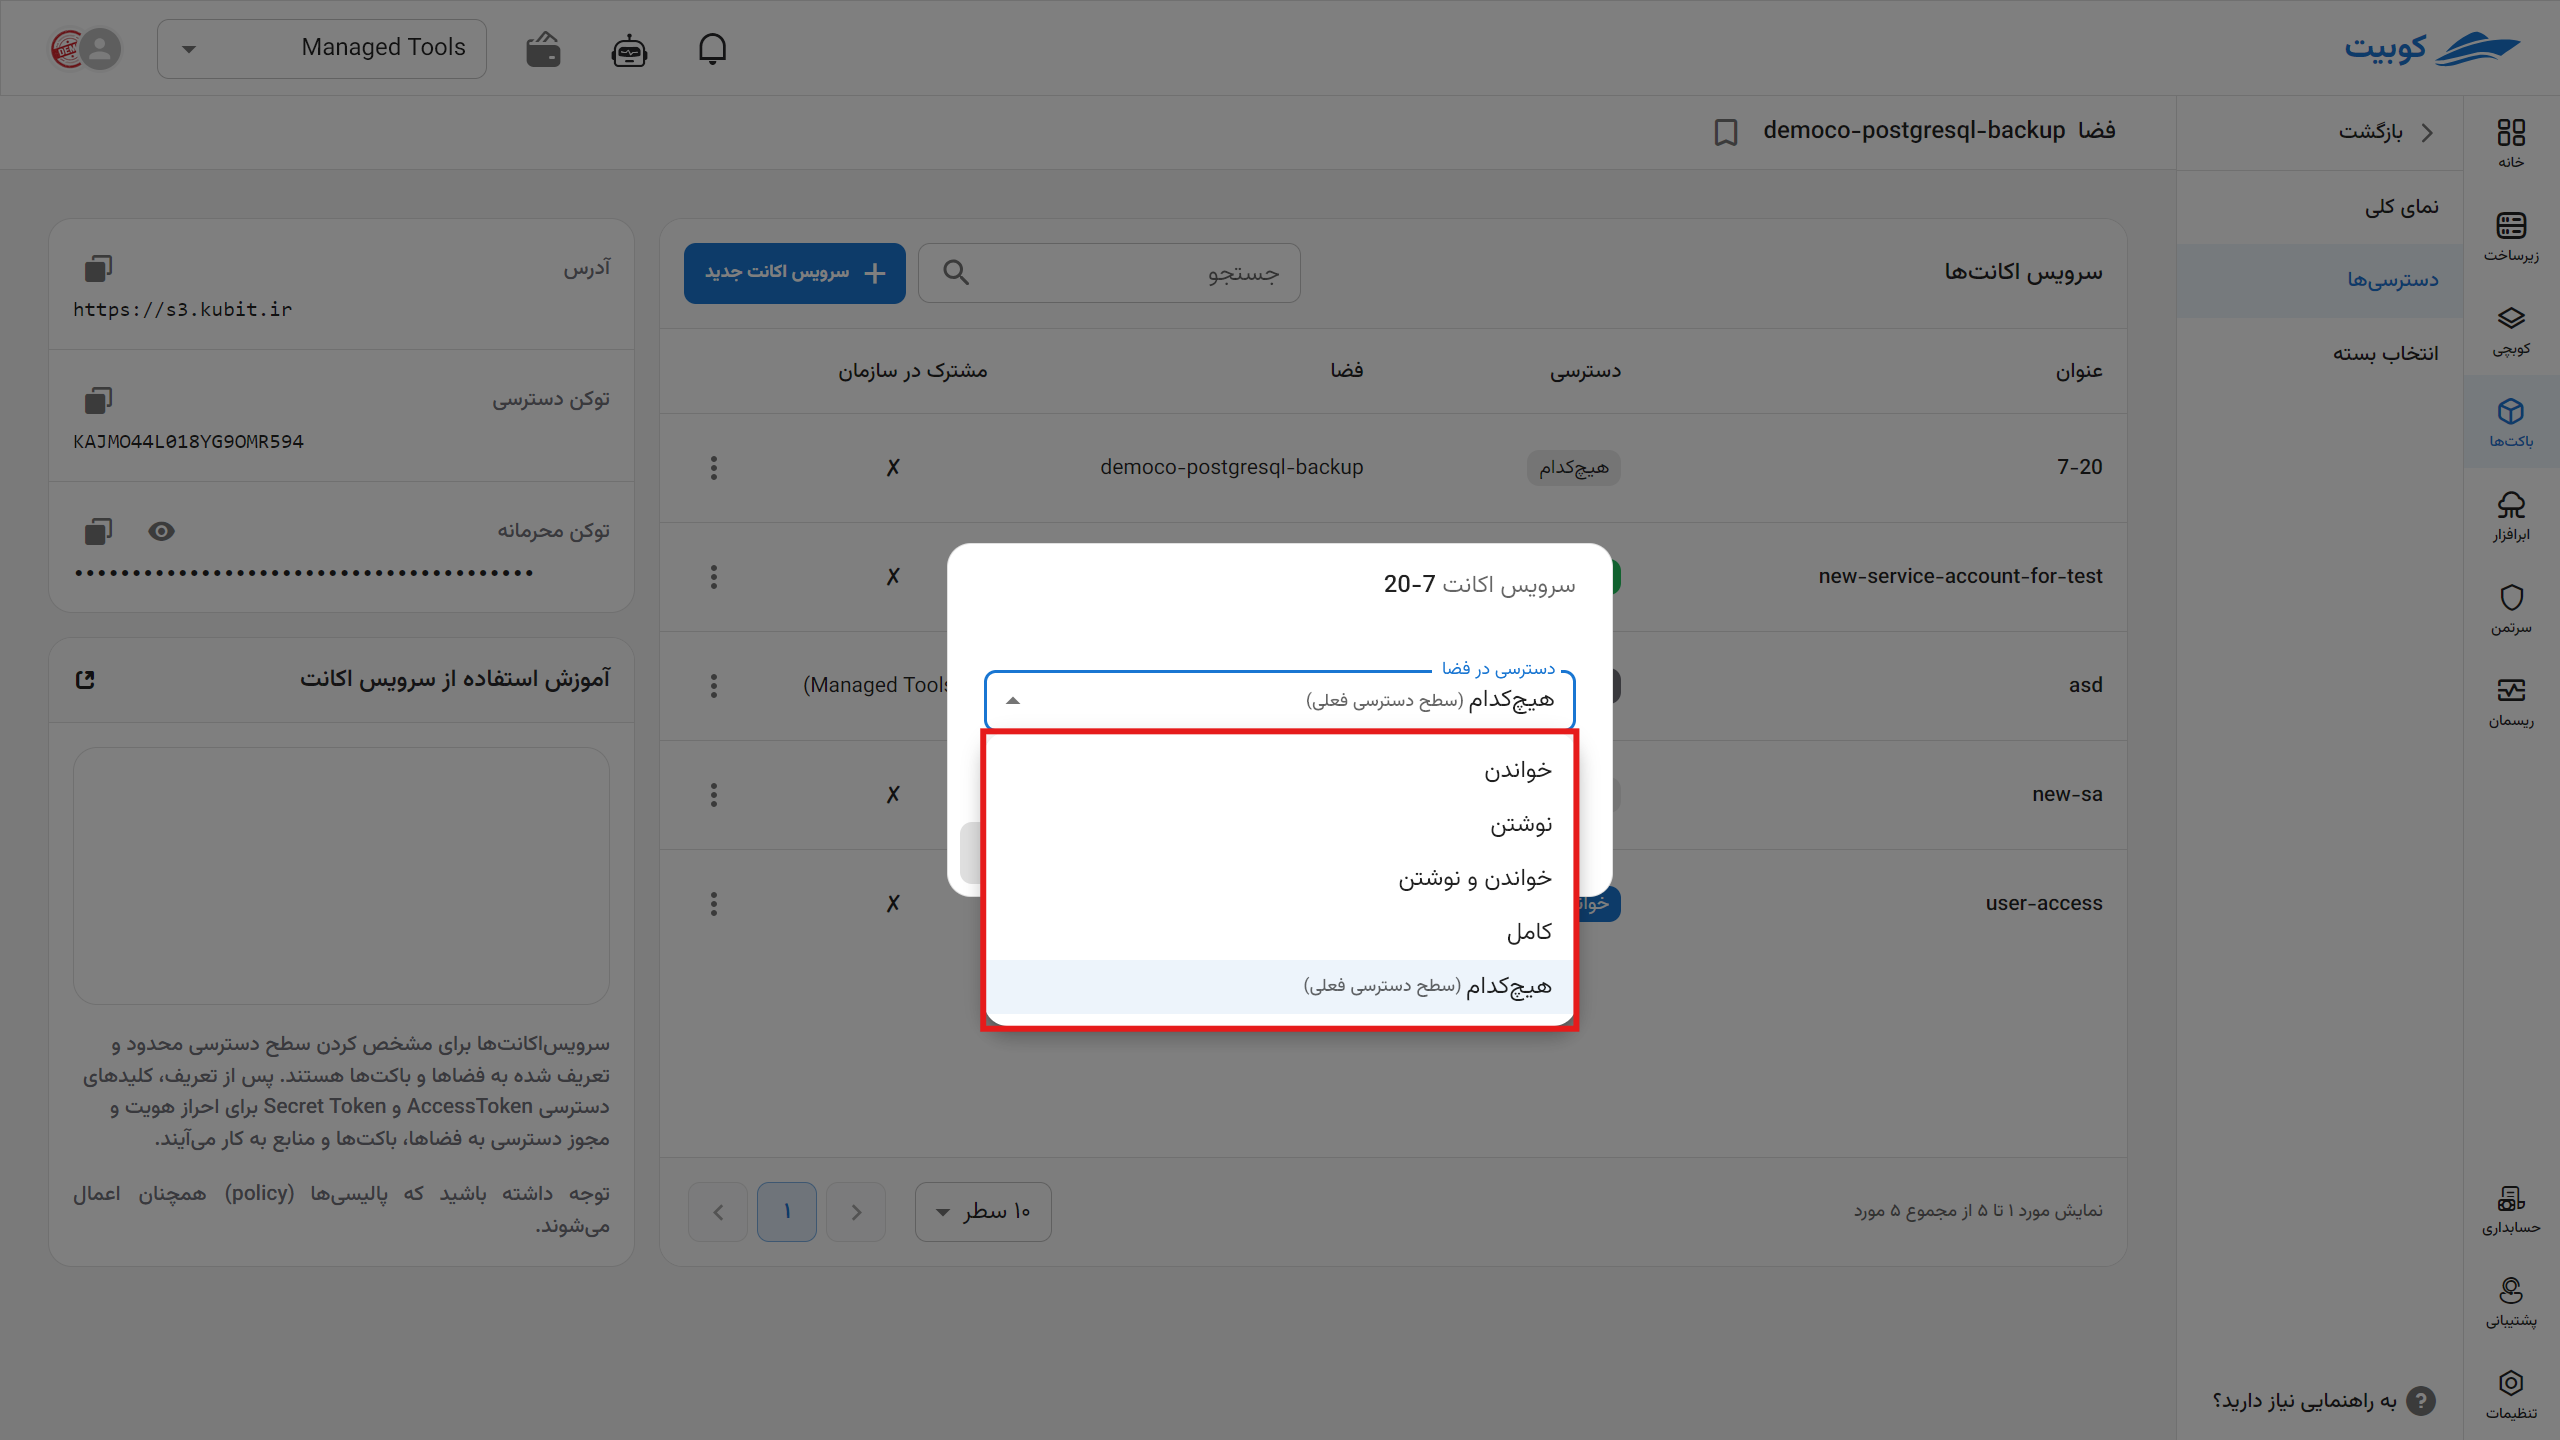 کوبیت
Managed Tools
DEM
خانه
زیرساخت
کوبچی
باکت‌ها
ابرافزار
سرتمن
ریسمان
حسابداری
پشتیبانی
تنظیمات
بازگشت
نمای کلی
دسترسی‌ها
انتخاب بسته
به راهنمایی نیاز دارید؟
فضا democo-postgresql-backup
سرویس اکانت‌ها
جستجو
سرویس اکانت جدید
عنوان دسترسی فضا مشترک در سازمان
7-20 هیچ‌کدام democo-postgresql-backup ✗
new-service-account-for-test ✗
asd (Managed Tools
new-sa ✗
user-access ✗
نمایش مورد ۱ تا ۵ از مجموع ۵ مورد
۱۰ سطر
۱
سرویس اکانت 7-20
دسترسی در فضا
هیچ‌کدام (سطح دسترسی فعلی)
خواندن
نوشتن
خواندن و نوشتن
کامل
هیچ‌کدام (سطح دسترسی فعلی)
آدرس
https://s3.kubit.ir
توکن دسترسی
KAJMO44L018YG9OMR594
توکن محرمانه
••••••••••••••••••••••••••••••••••••••••
آموزش استفاده از سرویس اکانت
سرویس‌اکانت‌ها برای مشخص کردن سطح دسترسی محدود و
تعریف شده به فضاها و باکت‌ها هستند. پس از تعریف، کلیدهای
دسترسی AccessToken و Secret Token برای احراز هویت و
مجوز دسترسی به فضاها، باکت‌ها و منابع به کار می‌آیند.
توجه داشته باشید که پالیسی‌ها (policy) همچنان اعمال
می‌شوند.